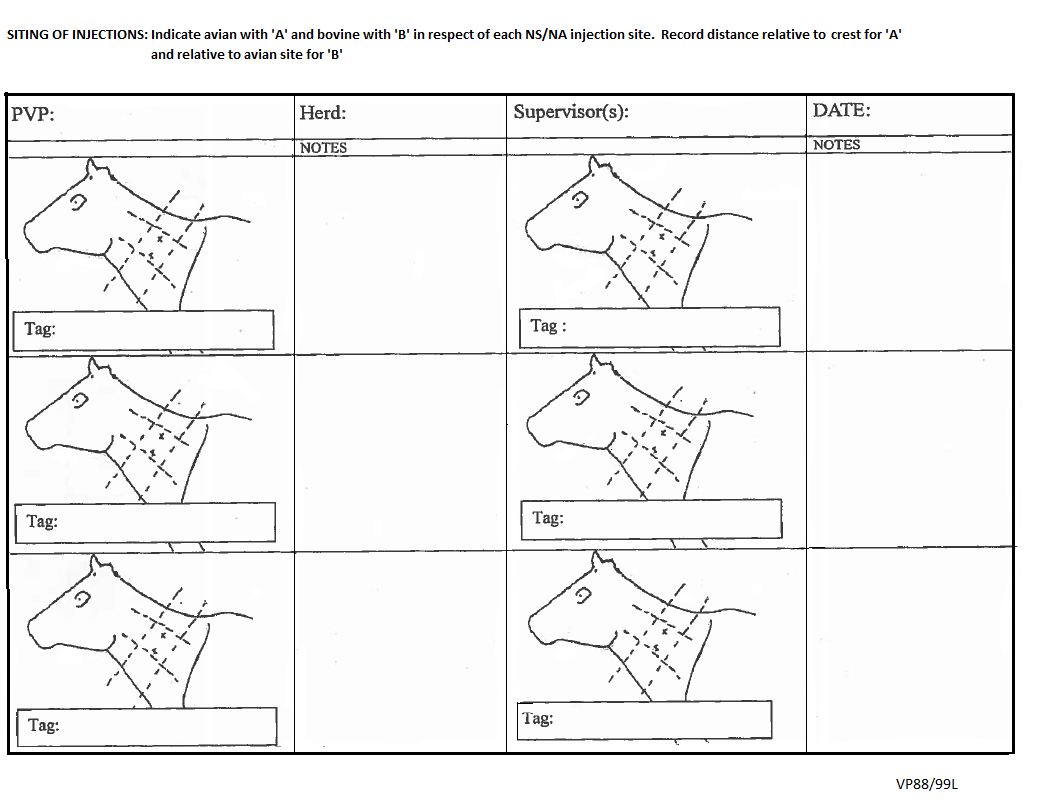 SITING OF INJECTIONS: Indicate avian with 'A' and bovine with 'B' in respect of each NS/NA injection site. Record distance relative to crest for 'A'
and relative to avian site for 'B'
PVP: Herd: Supervisor(s): DATE:
NOTES NOTES
Tag: Tag :
Tag: Tag:
Tag: Tag:
VP88/99L